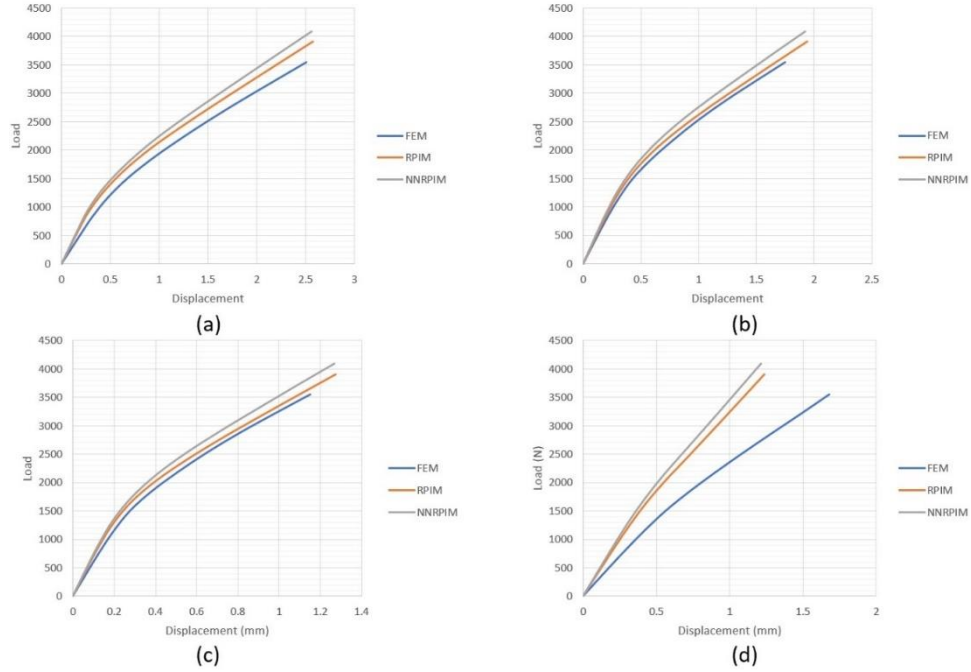 4500
4000
3500
3000
2500
2000
1500
1000
500
0
Load
0 0.5 1 1.5 2 2.5 3
Displacement
FEM
RPIM
NNRPIM
(a)
4500
4000
3500
3000
2500
2000
1500
1000
500
0
Load
0 0.5 1 1.5 2 2.5
Displacement
FEM
RPIM
NNRPIM
(b)
4500
4000
3500
3000
2500
2000
1500
1000
500
0
Load
0 0.2 0.4 0.6 0.8 1 1.2 1.4
Displacement (mm)
FEM
RPIM
NNRPIM
(c)
4500
4000
3500
3000
2500
2000
1500
1000
500
0
Load (N)
0 0.5 1 1.5 2
Displacement (mm)
FEM
RPIM
NNRPIM
(d)